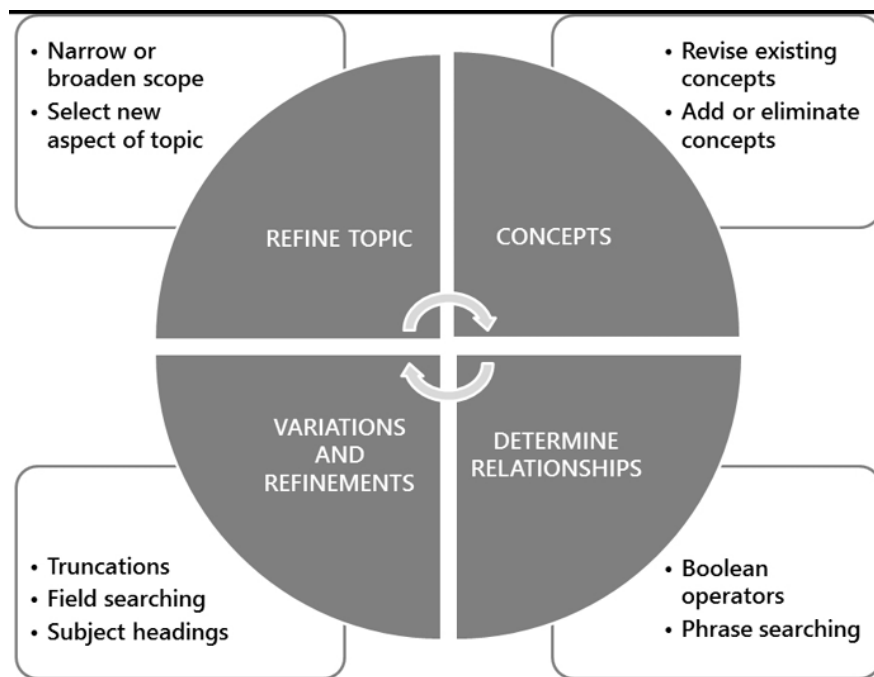 • Narrow or
broaden scope
• Select new
aspect of topic
• Revise existing
concepts
• Add or eliminate
concepts
REFINE TOPIC
CONCEPTS
VARIATIONS
AND
REFINEMENTS
DETERMINE
RELATIONSHIPS
• Truncations
• Field searching
• Subject headings
• Boolean
operators
• Phrase searching